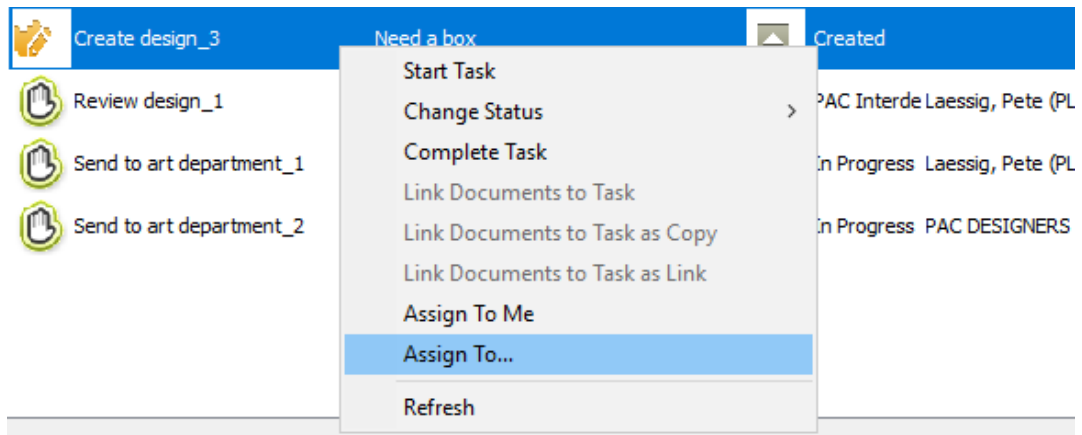 Create design_3 Need a box Created
Start Task
Review design_1 PAC Interde Laessig, Pete (PL
Change Status
Complete Task
Send to art department_1 In Progress Laessig, Pete (PL
Link Documents to Task
Send to art department_2 In Progress PAC DESIGNERS
Link Documents to Task as Copy
Link Documents to Task as Link
Assign To Me
Assign To...
Refresh